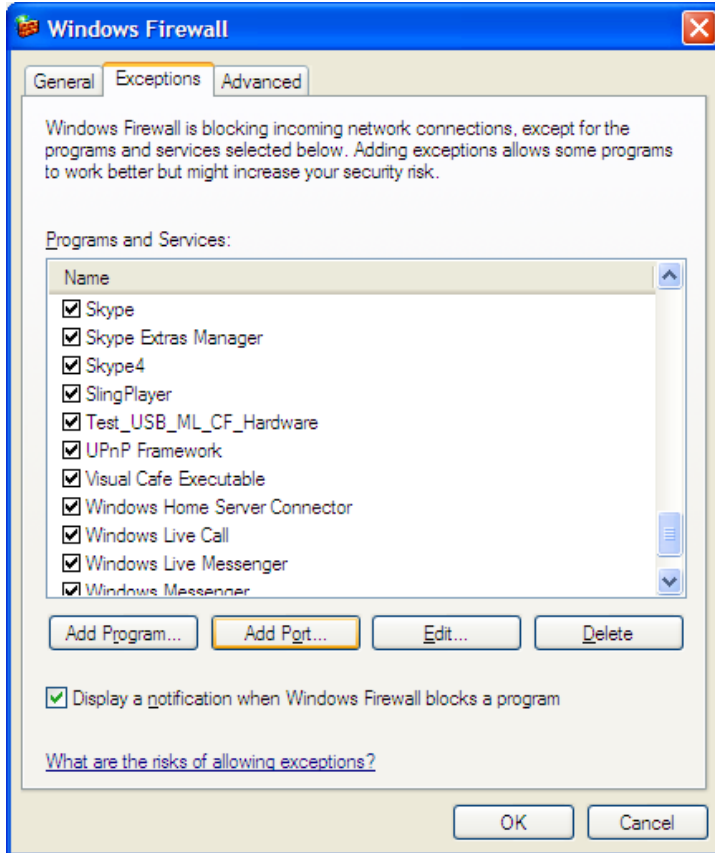 Windows Firewall
General Exceptions Advanced
Windows Firewall is blocking incoming network connections, except for the
programs and services selected below. Adding exceptions allows some programs
to work better but might increase your security risk.
Programs and Services:
Name
Skype
Skype Extras Manager
Skype4
SlingPlayer
Test_USB_ML_CF_Hardware
UPnP Framework
Visual Cafe Executable
Windows Home Server Connector
Windows Live Call
Windows Live Messenger
Windows Messenger
Add Program... Add Port... Edit... Delete
Display a notification when Windows Firewall blocks a program
What are the risks of allowing exceptions?
OK Cancel